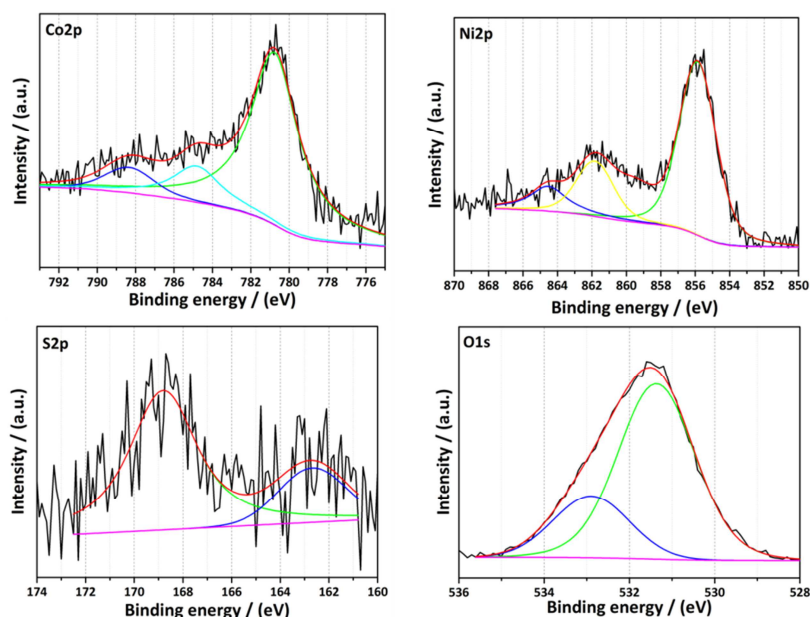 Co2p
Intensity / (a.u.)
792 790 788 786 784 782 780 778 776
Binding energy / (eV)
Ni2p
Intensity / (a.u.)
870 868 866 864 862 860 858 856 854 852 850
Binding energy / (eV)
S2p
Intensity / (a.u.)
174 172 170 168 166 164 162 160
Binding energy / (eV)
O1s
Intensity / (a.u.)
536 534 532 530 528
Binding energy / (eV)